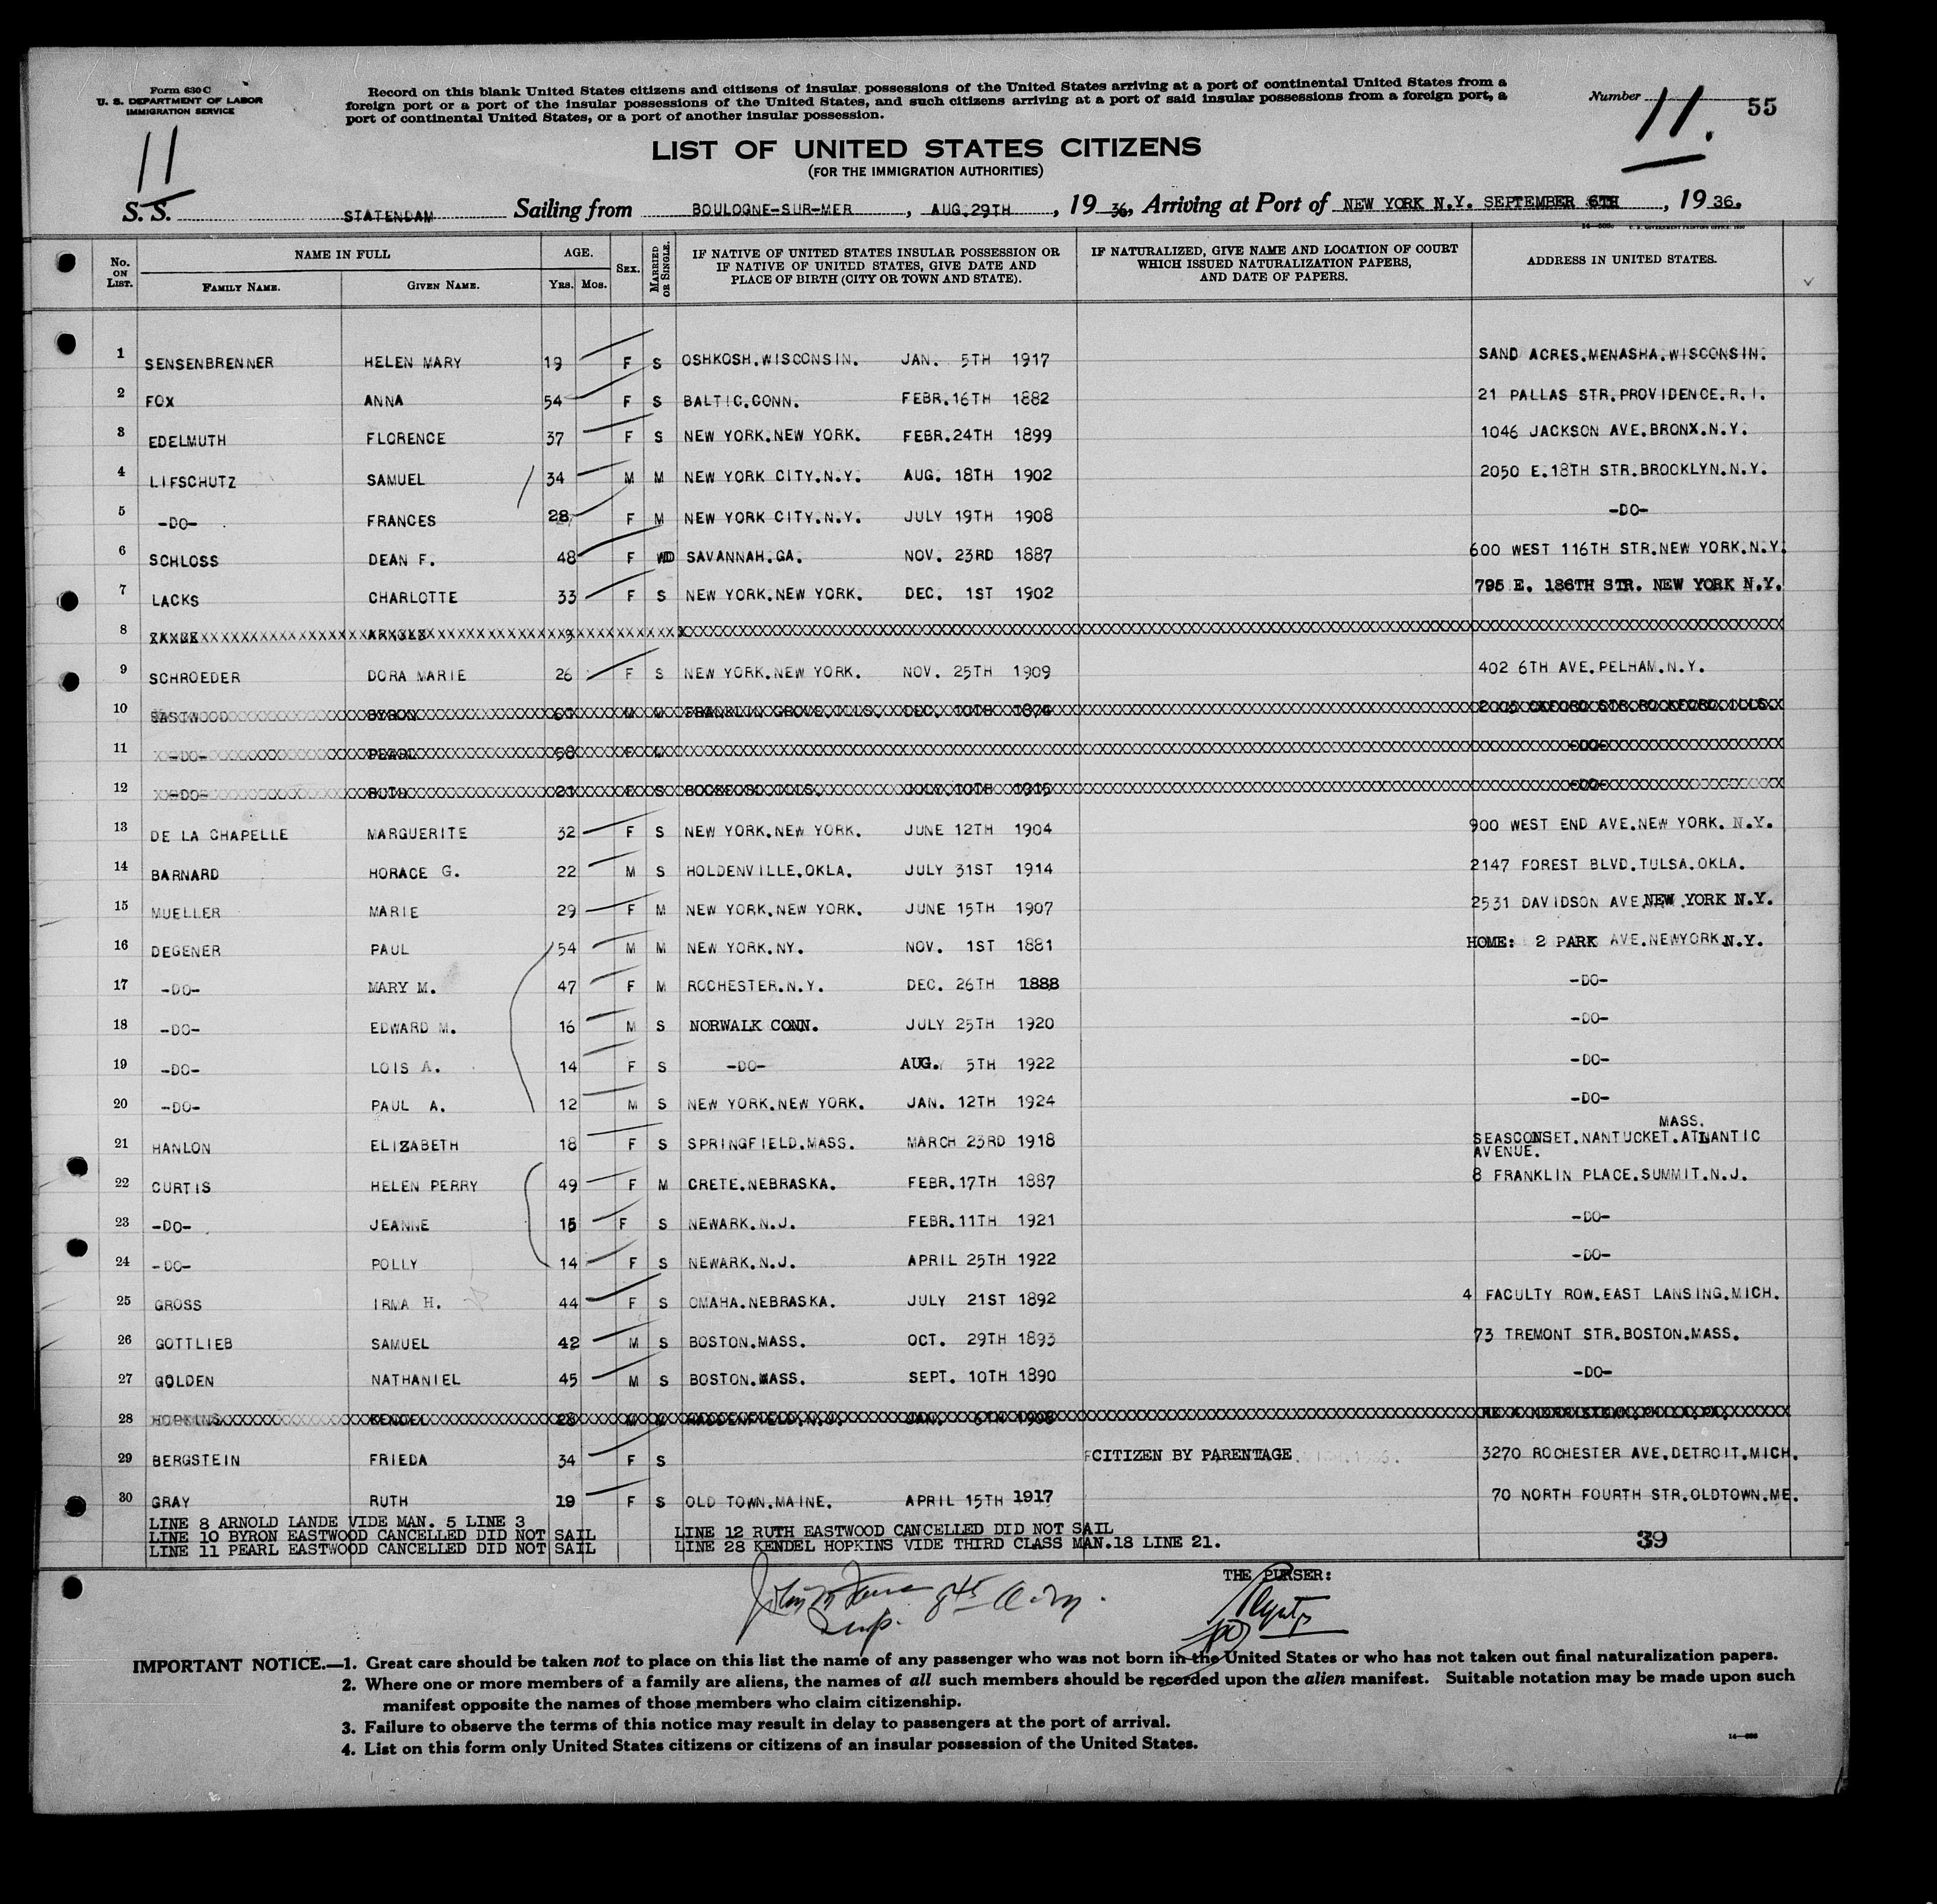 Form 630 C
U. S. DEPARTMENT OF LABOR
IMMIGRATION SERVICE
Record on this blank United States citizens and citizens of insular possessions of the United States arriving at a port of continental United States from a
foreign port or a port of the insular possessions of the United States, and such citizens arriving at a port of said insular possessions from a foreign port, a
port of continental United States, or a port of another insular possession.
Number 11. 55
11
LIST OF UNITED STATES CITIZENS
(FOR THE IMMIGRATION AUTHORITIES)
S. S. STATENDAM Sailing from BOULOGNE-SUR-MER, AUG.29TH, 19 36, Arriving at Port of NEW YORK N.Y. SEPTEMBER 6TH, 19 36.
No. ON LIST. NAME IN FULL FAMILY NAME. GIVEN NAME. AGE. YRS. MOS. SEX. MARRIED OR SINGLE. IF NATIVE OF UNITED STATES INSULAR POSSESSION OR IF NATIVE OF UNITED STATES, GIVE DATE AND PLACE OF BIRTH (CITY OR TOWN AND STATE). IF NATURALIZED, GIVE NAME AND LOCATION OF COURT WHICH ISSUED NATURALIZATION PAPERS, AND DATE OF PAPERS. ADDRESS IN UNITED STATES.
1 SENSENBRENNER HELEN MARY 19 F S OSHKOSH.WISCONSIN. JAN. 5TH 1917 SAND ACRES.MENASHA.WISCONSIN.
2 FOX ANNA 54 F S BALTIC.CONN. FEBR.16TH 1882 21 PALLAS STR.PROVIDENCE.R.I.
3 EDELMUTH FLORENCE 37 F S NEW YORK.NEW YORK. FEBR.24TH 1899 1046 JACKSON AVE.BRONX.N.Y.
4 LIFSCHUTZ SAMUEL 34 M M NEW YORK CITY.N.Y. AUG. 18TH 1902 2050 E.18TH STR.BROOKLYN.N.Y.
5 -DO- FRANCES 28 F M NEW YORK CITY.N.Y. JULY 19TH 1908 -DO-
6 SCHLOSS DEAN F. 48 F WD SAVANNAH.GA. NOV. 23RD 1887 600 WEST 116TH STR.NEW YORK.N.Y.
7 LACKS CHARLOTTE 33 F S NEW YORK.NEW YORK. DEC. 1ST 1902 795 E. 186TH STR. NEW YORK N.Y.
8
9 SCHROEDER DORA MARIE 26 F S NEW YORK.NEW YORK. NOV. 25TH 1909 402 6TH AVE.PELHAM.N.Y.
10 EASTWOOD BYRON FRANKLIN GROVE.ILLS. DEC. 10TH
11 -DO- PEARL 58 F M -DO-
12 -DO- RUTH 21 F S ROCKFORD.ILLS. JULY 10TH 1915 -DO-
13 DE LA CHAPELLE MARGUERITE 32 F S NEW YORK.NEW YORK. JUNE 12TH 1904 900 WEST END AVE.NEW YORK. N.Y.
14 BARNARD HORACE G. 22 M S HOLDENVILLE.OKLA. JULY 31ST 1914 2147 FOREST BLVD.TULSA.OKLA.
15 MUELLER MARIE 29 F M NEW YORK.NEW YORK. JUNE 15TH 1907 2531 DAVIDSON AVE.NEW YORK N.Y.
16 DEGENER PAUL 54 M M NEW YORK.NY. NOV. 1ST 1881 HOME: 2 PARK AVE.NEWYORK.N.Y.
17 -DO- MARY M. 47 F M ROCHESTER.N.Y. DEC. 26TH 1888 -DO-
18 -DO- EDWARD M. 16 M S NORWALK CONN. JULY 25TH 1920 -DO-
19 -DO- LOIS A. 14 F S -DO- AUG. 5TH 1922 -DO-
20 -DO- PAUL A. 12 M S NEW YORK.NEW YORK. JAN. 12TH 1924 -DO-
MASS.
21 HANLON ELIZABETH 18 F S SPRINGFIELD.MASS. MARCH 23RD 1918 SEASCONSET.NANTUCKET.ATLANTIC
AVENUE.
22 CURTIS HELEN PERRY 49 F M CRETE.NEBRASKA. FEBR.17TH 1887 8 FRANKLIN PLACE.SUMMIT.N.J.
23 -DO- JEANNE 15 F S NEWARK.N.J. FEBR.11TH 1921 -DO-
24 -DO- POLLY 14 F S NEWARK.N.J. APRIL 25TH 1922 -DO-
25 GROSS IRMA H. 44 F S OMAHA.NEBRASKA. JULY 21ST 1892 4 FACULTY ROW.EAST LANSING.MICH.
26 GOTTLIEB SAMUEL 42 M S BOSTON.MASS. OCT. 29TH 1893 73 TREMONT STR.BOSTON.MASS.
27 GOLDEN NATHANIEL 45 M S BOSTON.MASS. SEPT. 10TH 1890 -DO-
28 HOPKINS KENDEL JAN. 6TH
29 BERGSTEIN FRIEDA 34 F S CITIZEN BY PARENTAGE 3270 ROCHESTER AVE.DETROIT.MICH.
30 GRAY RUTH 19 F S OLD TOWN.MAINE. APRIL 15TH 1917 70 NORTH FOURTH STR.OLDTOWN.ME.
LINE 8 ARNOLD LANDE VIDE MAN. 5 LINE 3
LINE 10 BYRON EASTWOOD CANCELLED DID NOT SAIL LINE 12 RUTH EASTWOOD CANCELLED DID NOT SAIL
LINE 11 PEARL EASTWOOD CANCELLED DID NOT SAIL LINE 28 KENDEL HOPKINS VIDE THIRD CLASS MAN.18 LINE 21.
39
THE PURSER:
845 A.M.
IMPORTANT NOTICE.—1. Great care should be taken not to place on this list the name of any passenger who was not born in the United States or who has not taken out final naturalization papers.
2. Where one or more members of a family are aliens, the names of all such members should be recorded upon the alien manifest. Suitable notation may be made upon such
manifest opposite the names of those members who claim citizenship.
3. Failure to observe the terms of this notice may result in delay to passengers at the port of arrival.
4. List on this form only United States citizens or citizens of an insular possession of the United States.